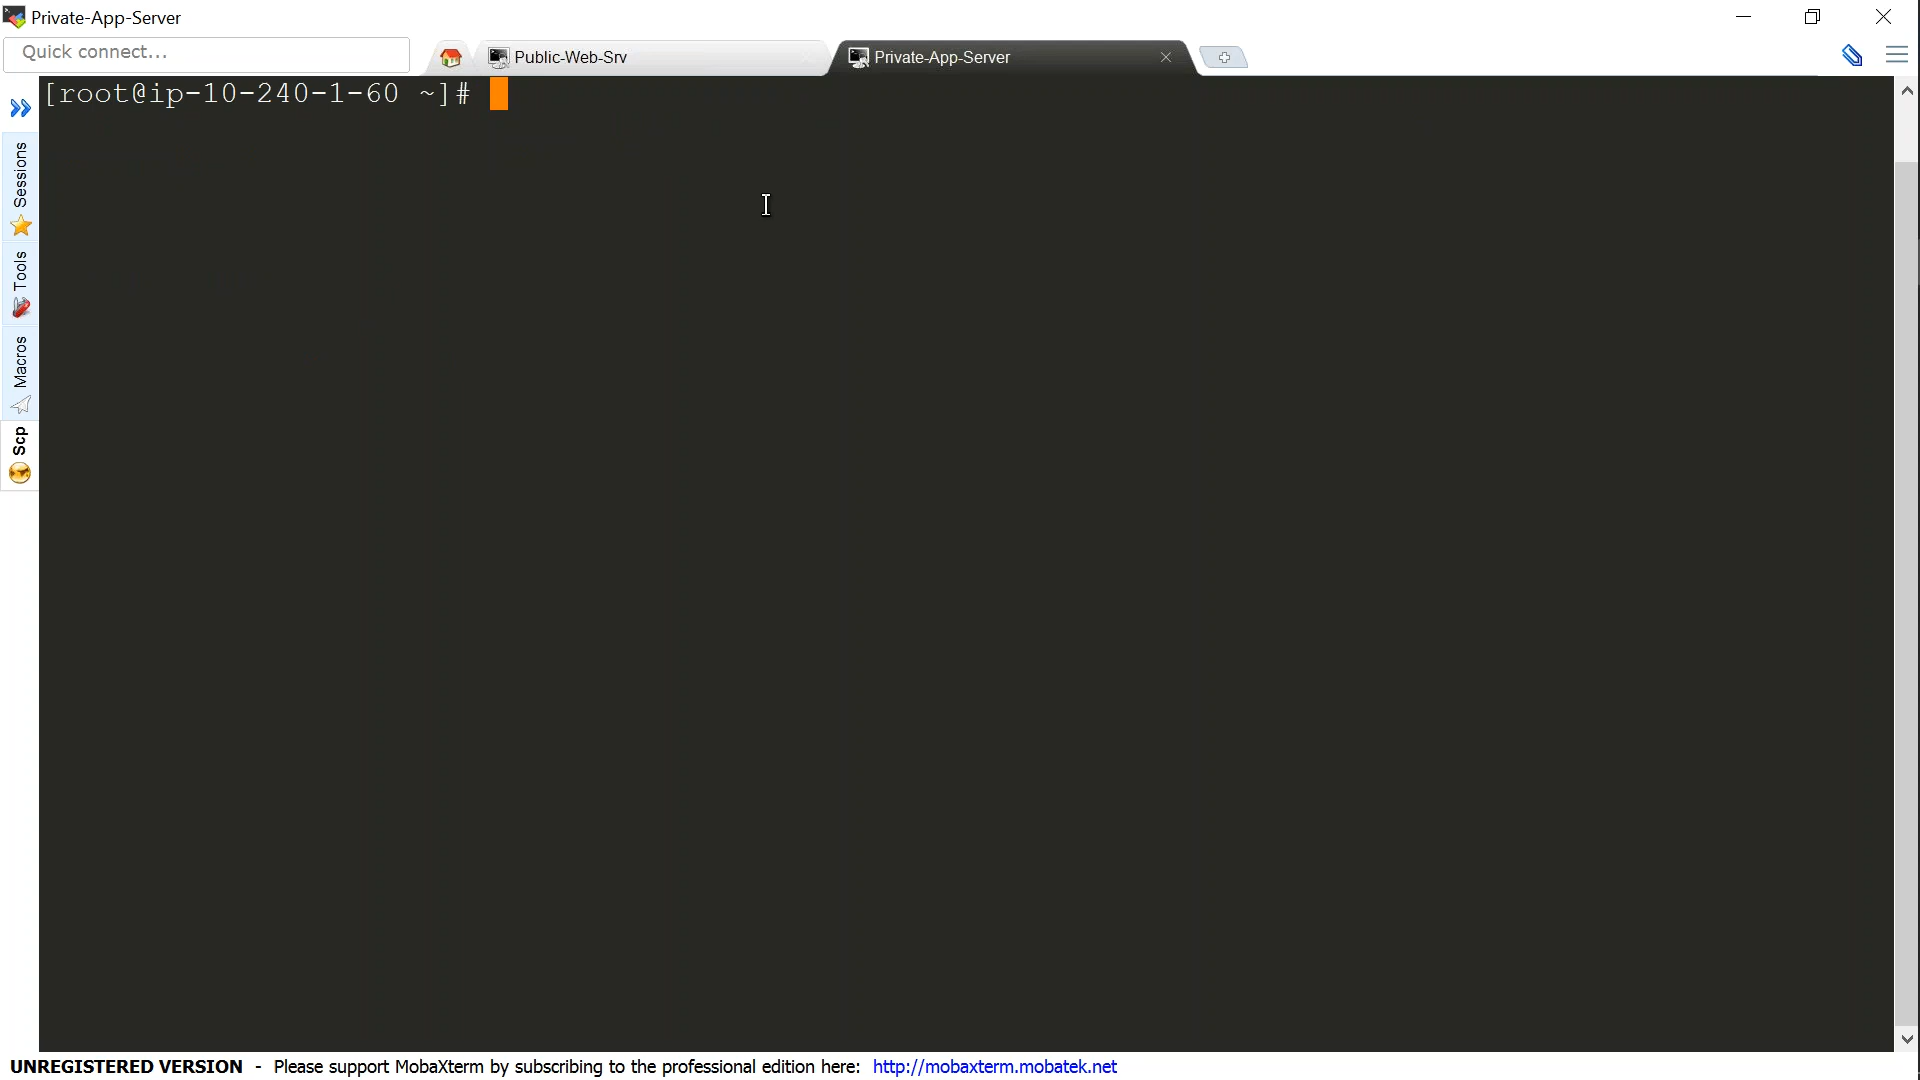 Private-App-Server
Quick connect...
Public-Web-Srv
Private-App-Server
[root@ip-10-240-1-60 ~]#
Sessions
Tools
Macros
Scp
UNREGISTERED VERSION - Please support MobaXterm by subscribing to the professional edition here: http://mobaxterm.mobatek.net